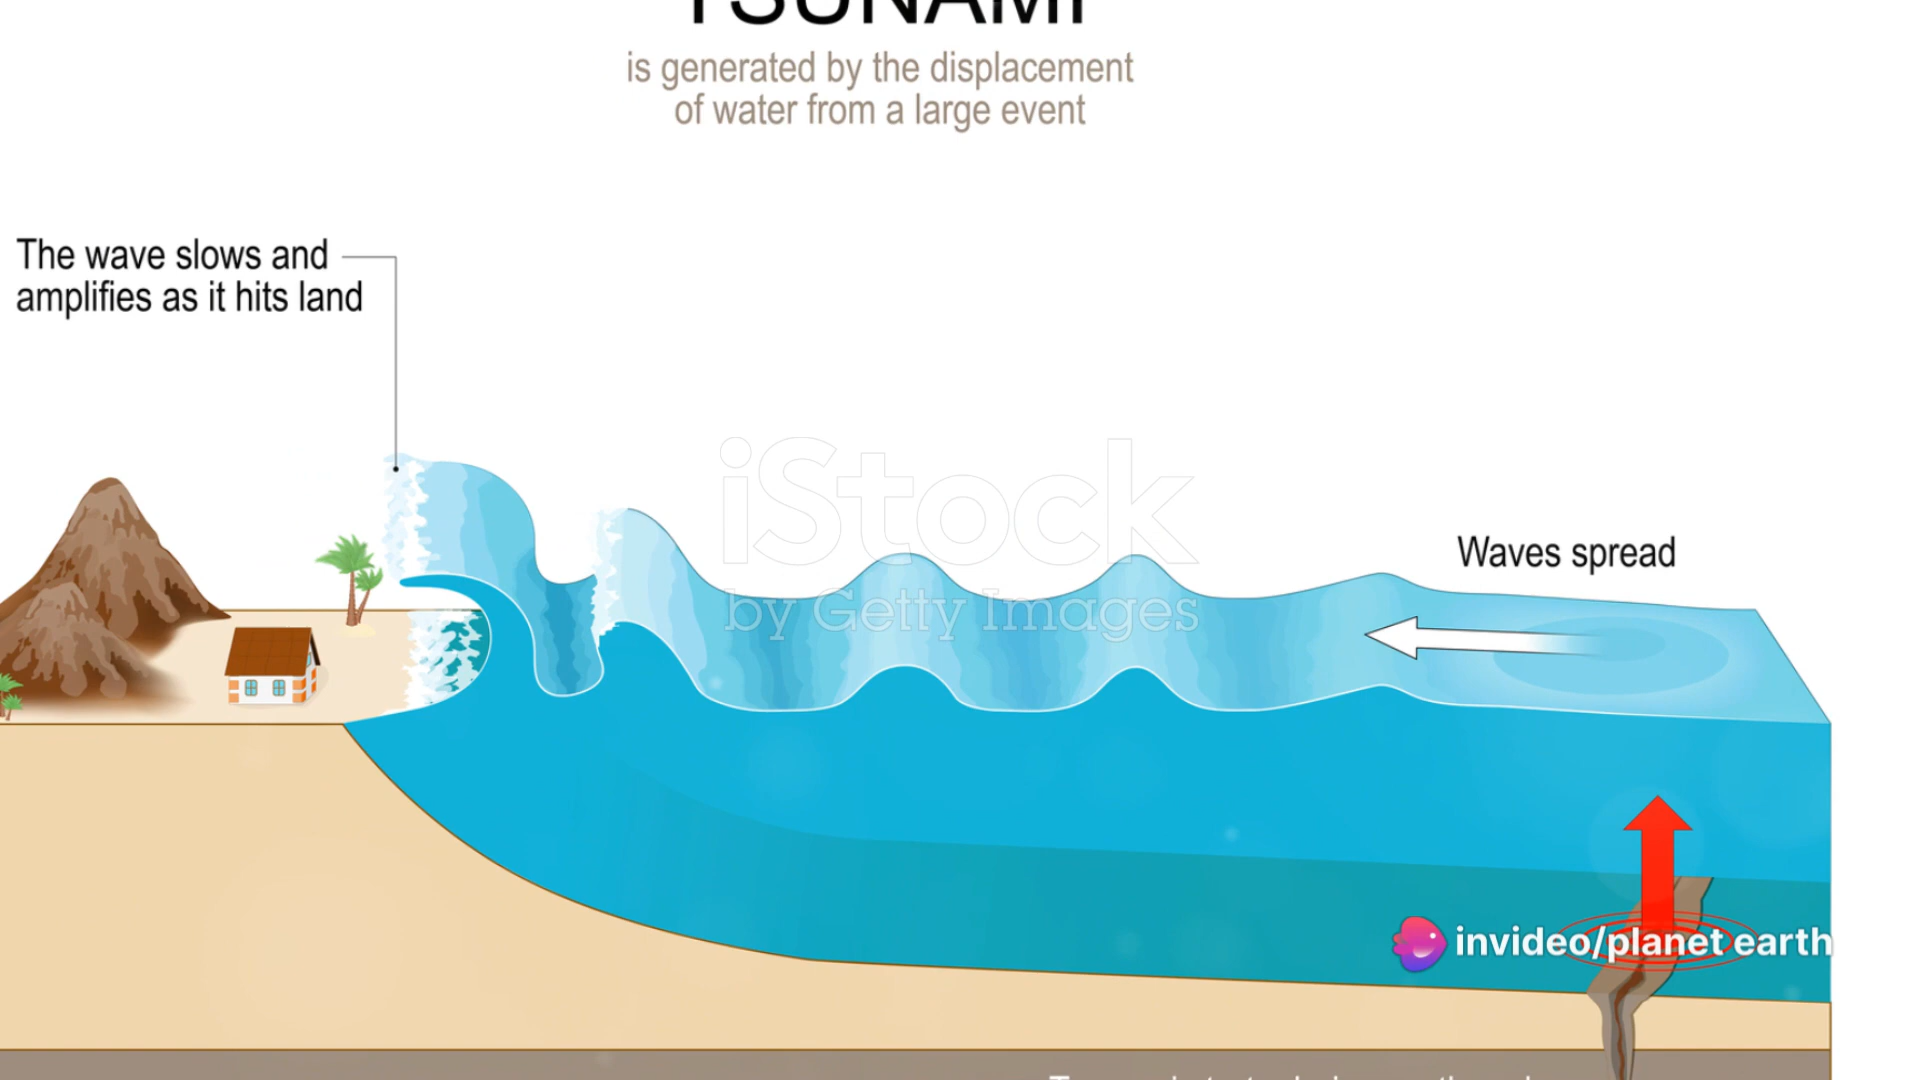 TSUNAMI
is generated by the displacement
of water from a large event
The wave slows and
amplifies as it hits land
iStock
by Getty Images
Waves spread
invideo/planet earth